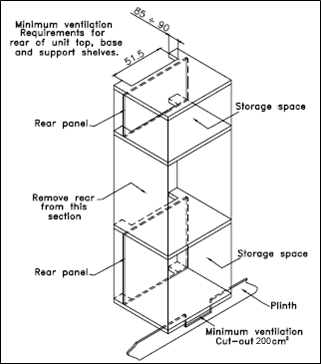 Minimum ventilation
Requirements for
rear of unit top, base
and support shelves.
85 ÷ 90
51.5
Storage space
Rear panel
Remove rear
from this
section
Storage space
Rear panel
Plinth
Minimum ventilation
Cut-out 200cm²